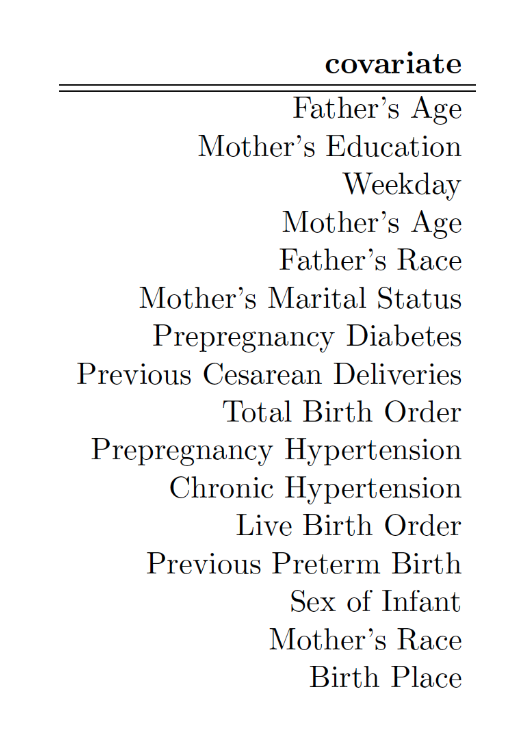 covariate
Father's Age
Mother's Education
Weekday
Mother's Age
Father's Race
Mother's Marital Status
Prepregnancy Diabetes
Previous Cesarean Deliveries
Total Birth Order
Prepregnancy Hypertension
Chronic Hypertension
Live Birth Order
Previous Preterm Birth
Sex of Infant
Mother's Race
Birth Place